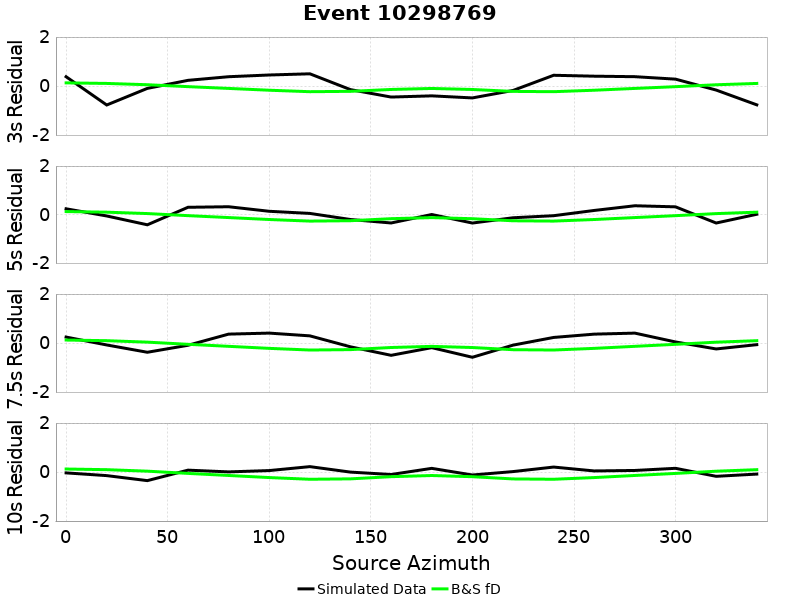 Event 10298769
3s Residual
2
0
-2
5s Residual
2
0
-2
7.5s Residual
2
0
-2
10s Residual
2
0
-2
0 50 100 150 200 250 300
Source Azimuth
Simulated Data B&S fD